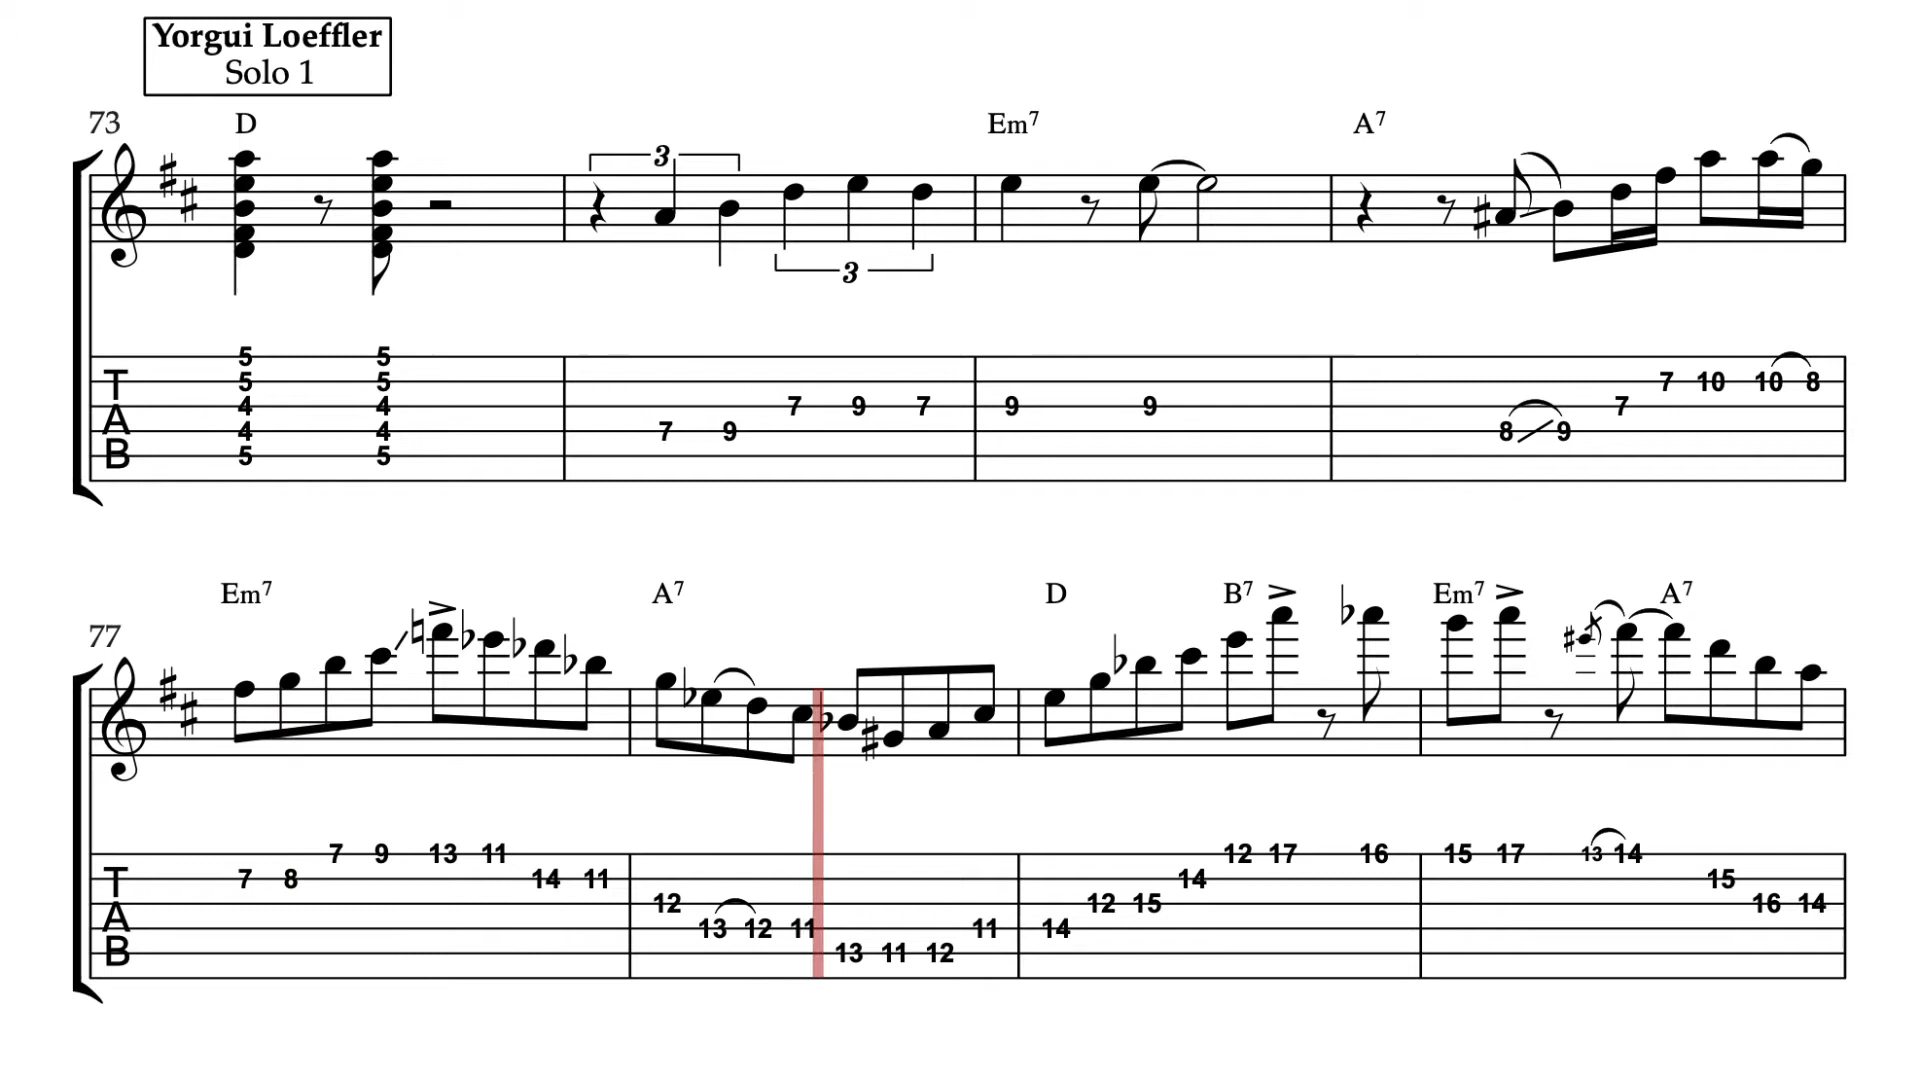 Yorgui Loeffler
Solo 1
73 D Em7 A7
3
3
5 5
T 5 5 7 10 10 8
4 4 7 9 7 9 9 7
A 4 4 7 9 8 9
B 5 5
77 Em7 A7 D B7 Em7 A7
7 9 13 11 12 17 16 15 17 13 14
T 7 8 14 11 14 15
12 12 15 16 14
A 13 12 11 11 14
B 13 11 12